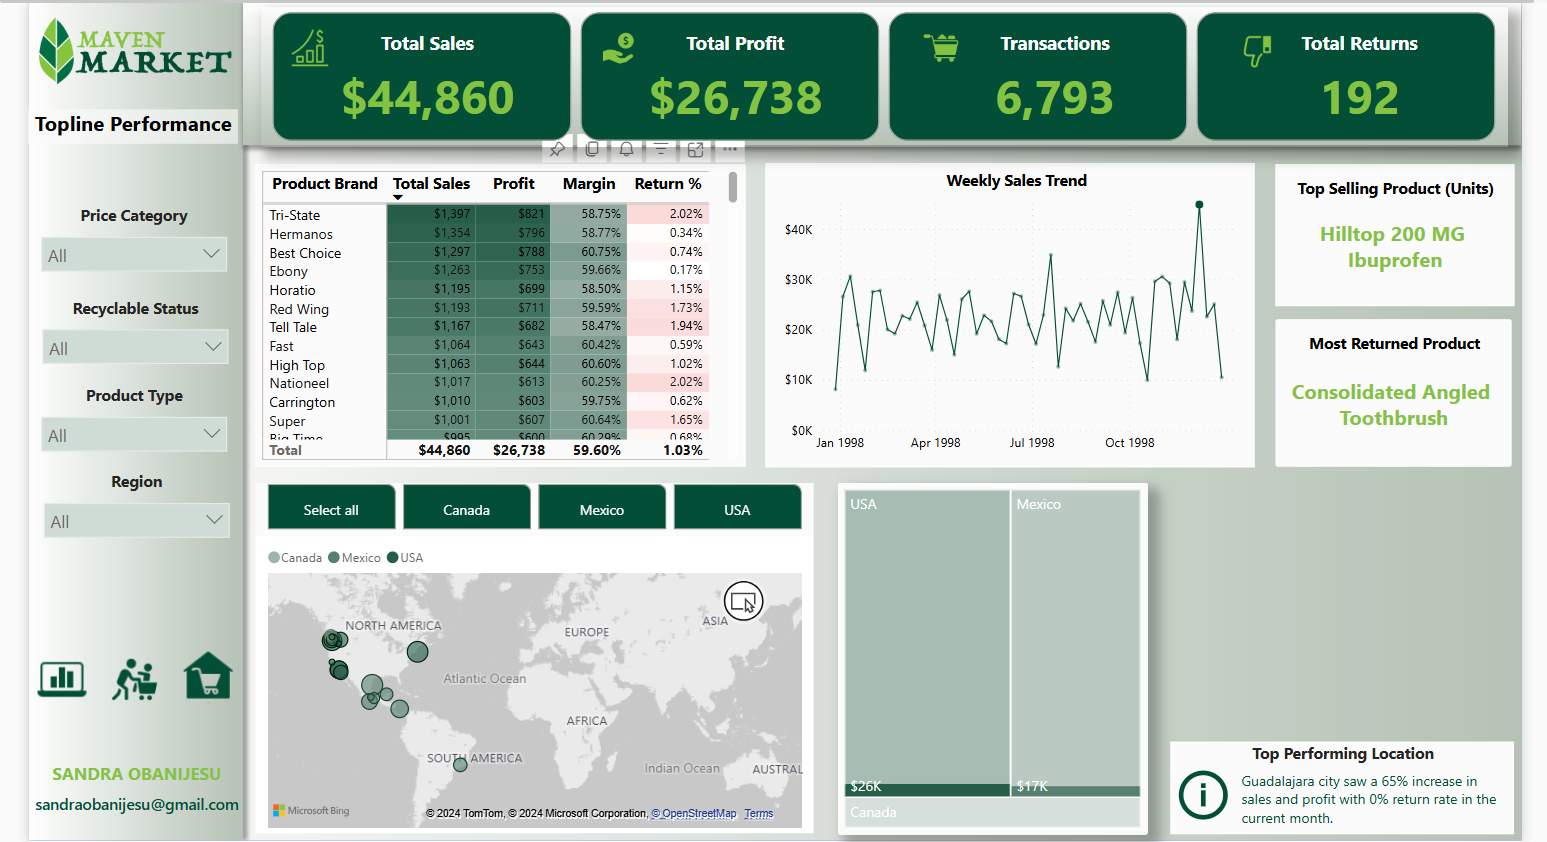 MAVEN
MARKET
Topline Performance
Total Sales
$44,860
Total Profit
$26,738
Transactions
6,793
Total Returns
192
Price Category
All
Recyclable Status
All
Product Type
All
Region
All
SANDRA OBANIJESU
sandraobanijesu@gmail.com
Product Brand Total Sales Profit Margin Return %
Tri-State $1,397 $821 58.75% 2.02%
Hermanos $1,354 $796 58.77% 0.34%
Best Choice $1,297 $788 60.75% 0.74%
Ebony $1,263 $753 59.66% 0.17%
Horatio $1,195 $699 58.50% 1.15%
Red Wing $1,193 $711 59.59% 1.73%
Tell Tale $1,167 $682 58.47% 1.94%
Fast $1,064 $643 60.42% 0.59%
High Top $1,063 $644 60.60% 1.02%
Nationeel $1,017 $613 60.25% 2.02%
Carrington $1,010 $603 59.75% 0.62%
Super $1,001 $607 60.64% 1.65%
Big Time $995 $600 60.29% 0.68%
Total $44,860 $26,738 59.60% 1.03%
Weekly Sales Trend
$40K
$30K
$20K
$10K
$0K
Jan 1998 Apr 1998 Jul 1998 Oct 1998
Top Selling Product (Units)
Hilltop 200 MG
Ibuprofen
Most Returned Product
Consolidated Angled
Toothbrush
Select all Canada Mexico USA
Canada Mexico USA
NORTH AMERICA
EUROPE
ASIA
Atlantic Ocean
AFRICA
SOUTH AMERICA
Indian Ocean
AUSTRAL
Microsoft Bing
© 2024 TomTom, © 2024 Microsoft Corporation, © OpenStreetMap Terms
USA
Mexico
$26K
$17K
Canada
Top Performing Location
Guadalajara city saw a 65% increase in
sales and profit with 0% return rate in the
current month.